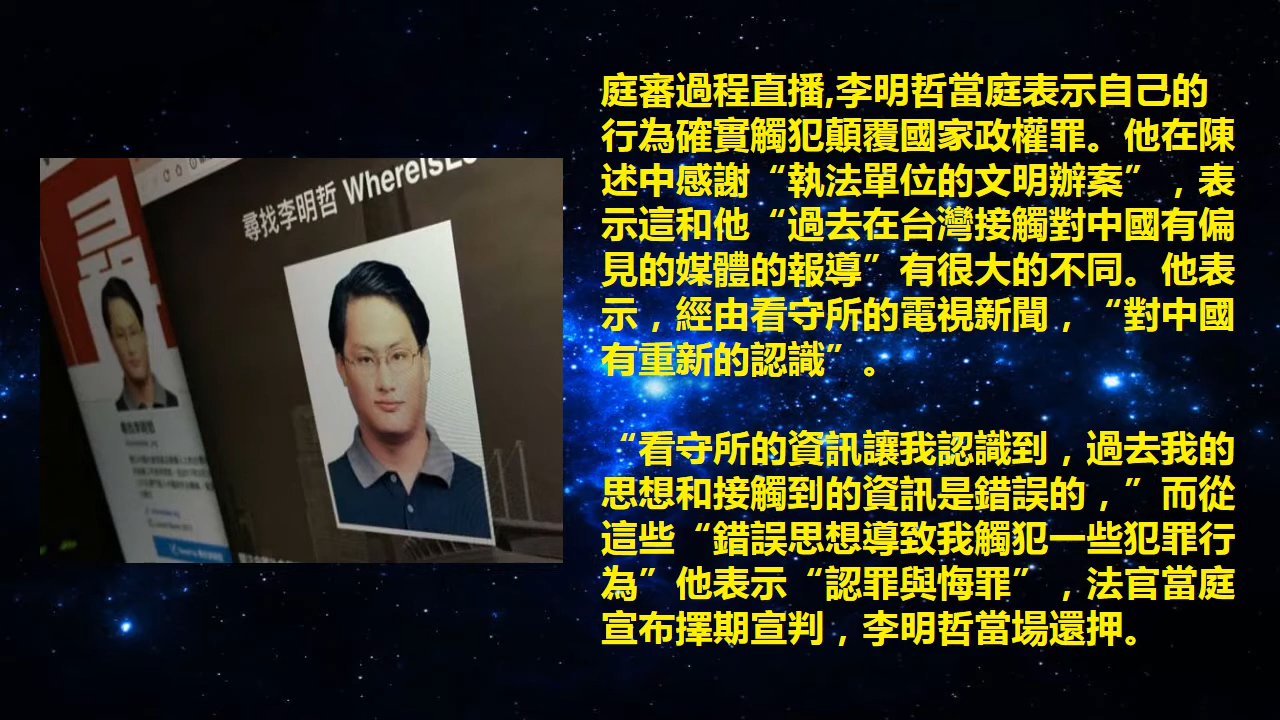 尋找李明哲 WhereIsL
庭審過程直播,李明哲當庭表示自己的
行為確實觸犯顛覆國家政權罪。他在陳
述中感謝“執法單位的文明辦案”，表
示這和他“過去在台灣接觸對中國有偏
見的媒體的報導”有很大的不同。他表
示，經由看守所的電視新聞，“對中國
有重新的認識”。
“看守所的資訊讓我認識到，過去我的
思想和接觸到的資訊是錯誤的，”而從
這些“錯誤思想導致我觸犯一些犯罪行
為”他表示“認罪與悔罪”，法官當庭
宣布擇期宣判，李明哲當場還押。